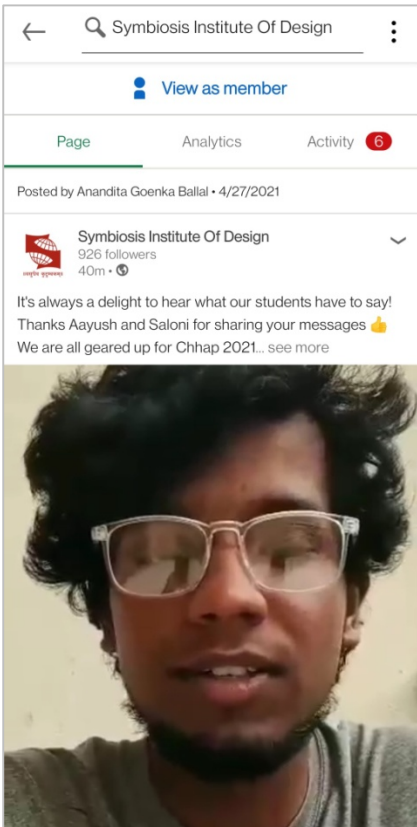 Symbiosis Institute Of Design
View as member
Page Analytics Activity 6
Posted by Anandita Goenka Ballal • 4/27/2021
Symbiosis Institute Of Design
926 followers
40m •
It's always a delight to hear what our students have to say!
Thanks Aayush and Saloni for sharing your messages 👍
We are all geared up for Chhap 2021... see more